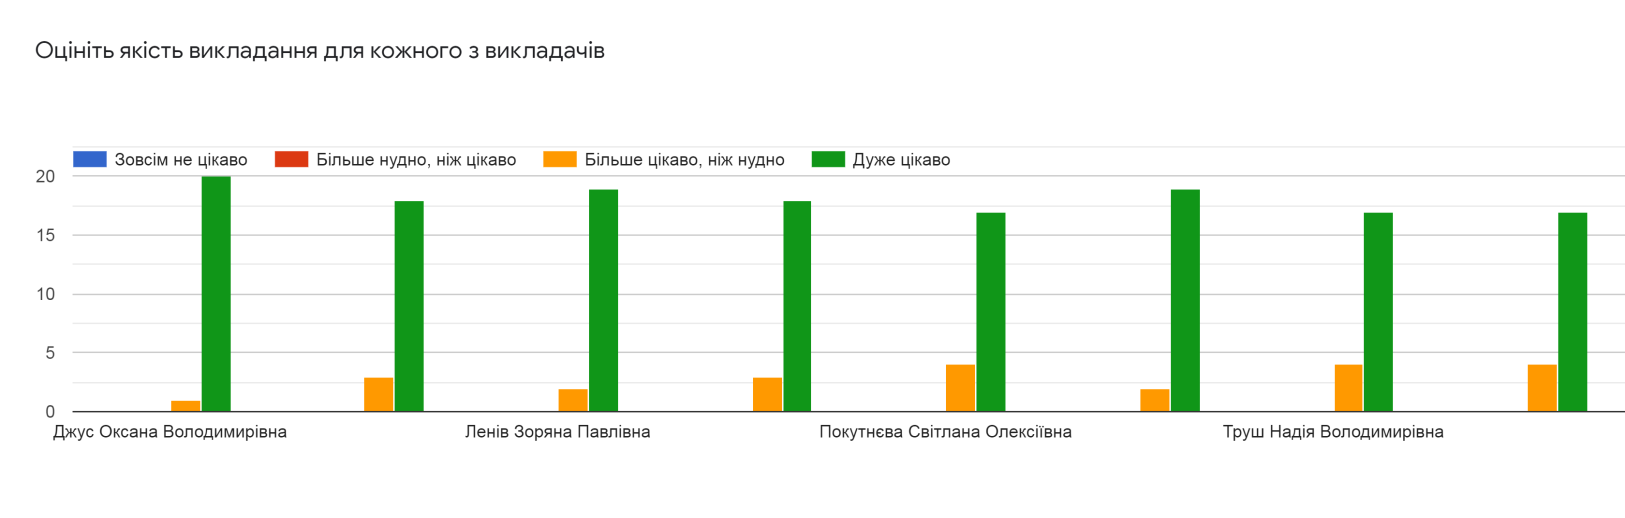 Оцініть якість викладання для кожного з викладачів
Зовсім не цікаво Більше нудно, ніж цікаво Більше цікаво, ніж нудно Дуже цікаво
20
15
10
5
0
Джус Оксана Володимирівна Ленів Зоряна Павлівна Покутнєва Світлана Олексіївна Труш Надія Володимирівна